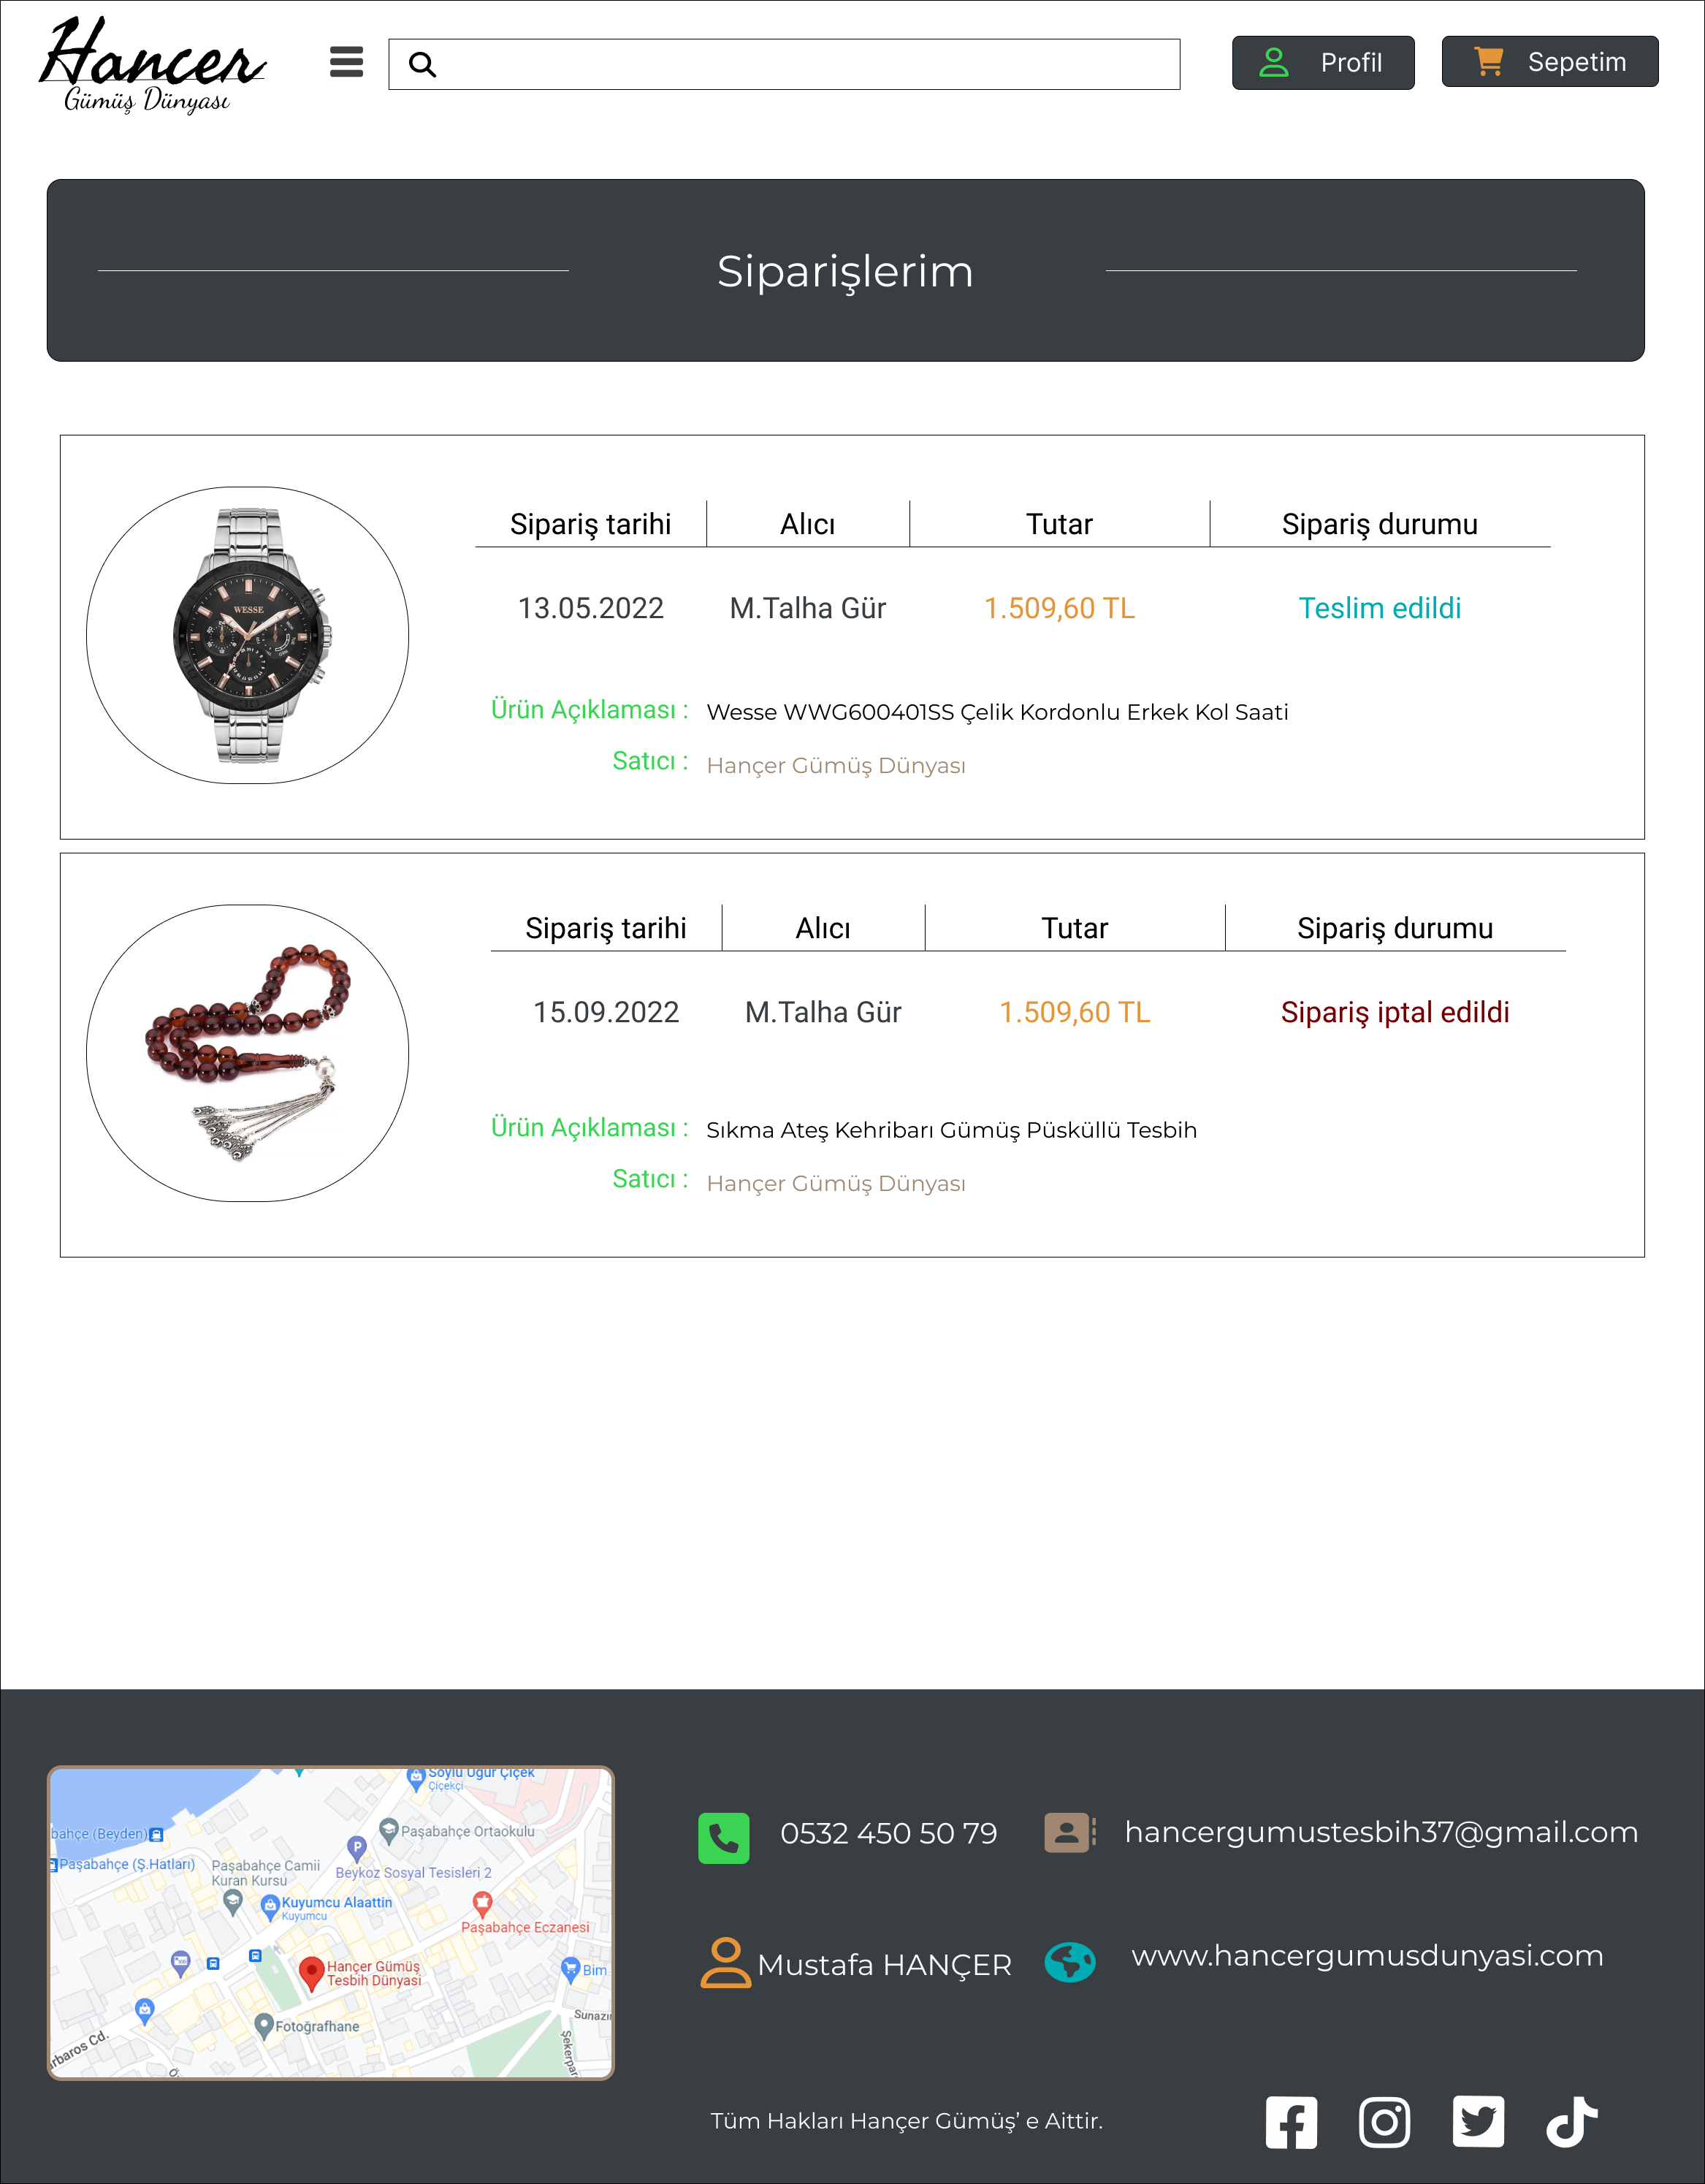 Hancer
Gümüş Dünyası
Profil
Sepetim
Siparişlerim
Sipariş tarihi
Alıcı
Tutar
Sipariş durumu
13.05.2022
M.Talha Gür
1.509,60 TL
Teslim edildi
WESSE
Ürün Açıklaması :
Wesse WWG600401SS Çelik Kordonlu Erkek Kol Saati
Satıcı :
Hançer Gümüş Dünyası
Sipariş tarihi
Alıcı
Tutar
Sipariş durumu
15.09.2022
M.Talha Gür
1.509,60 TL
Sipariş iptal edildi
Ürün Açıklaması :
Sıkma Ateş Kehribarı Gümüş Püsküllü Tesbih
Satıcı :
Hançer Gümüş Dünyası
Soylu Uğur Çiçek
Çiçekçi
bahçe (Beyden)
Paşabahçe Ortaokulu
P
Paşabahçe (Ş.Hatları)
Paşabahçe Camii
Kuran Kursu
Beykoz Sosyal Tesisleri 2
Kuyumcu Alaattin
Kuyumcu
Paşabahçe Eczanesi
Hançer Gümüş
Tesbih Dünyasi
Bim
Fotoğrafhane
Sunazı
rbaros Cd.
Şekerpar
0532 450 50 79
hancergumustesbih37@gmail.com
Mustafa HANÇER
www.hancergumusdunyasi.com
Tüm Hakları Hançer Gümüş’ e Aittir.